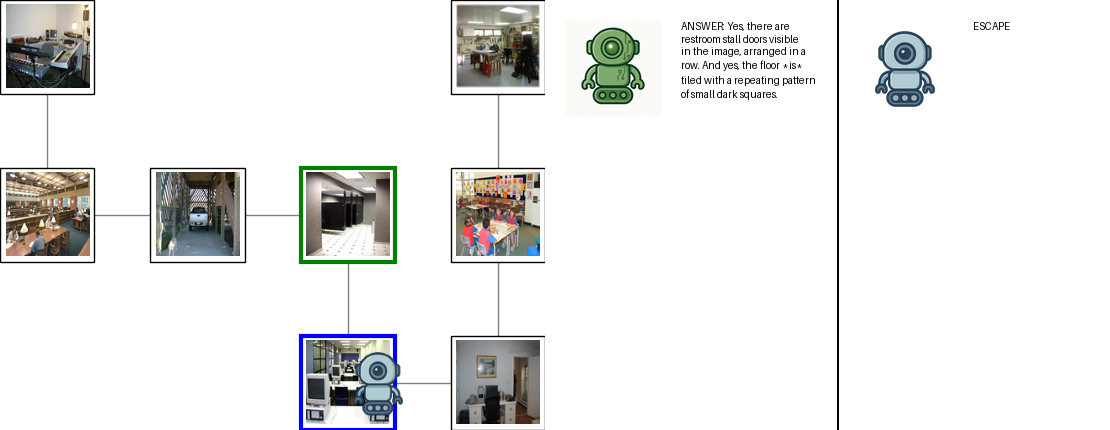 ANSWER: Yes, there are
restroom stall doors visible
in the image, arranged in a
row. And yes, the floor *is*
tiled with a repeating pattern
of small dark squares.
ESCAPE